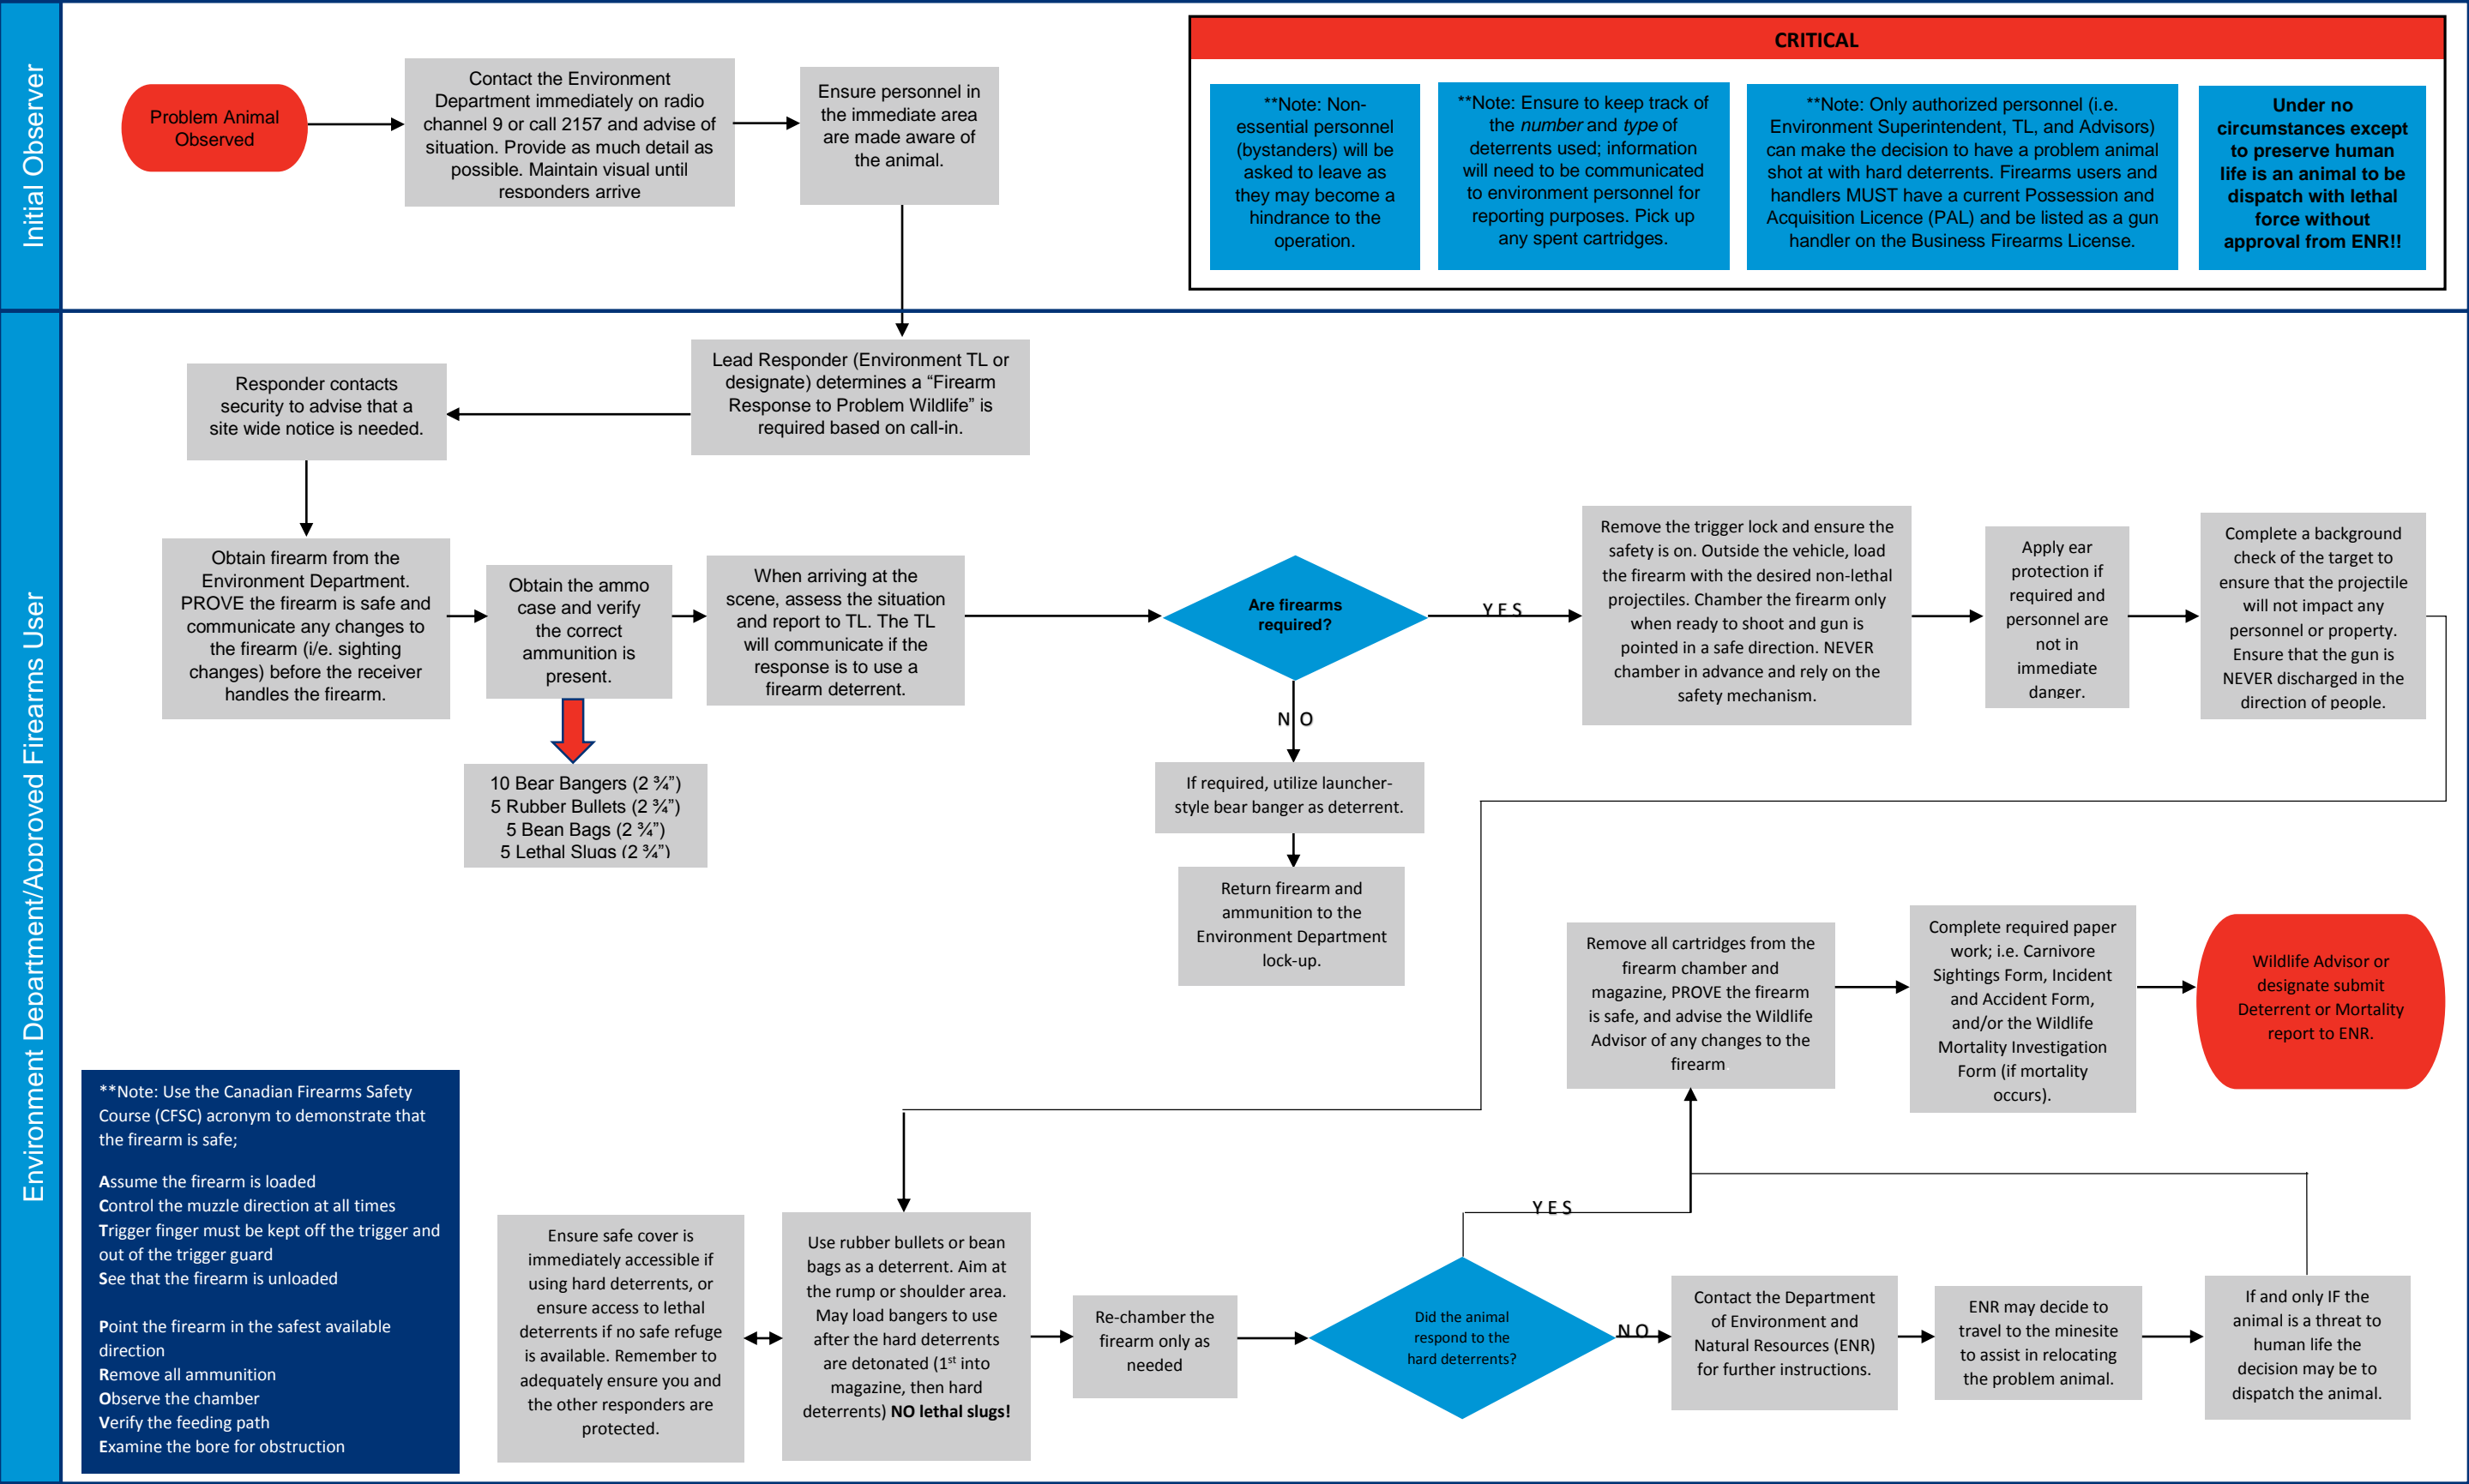 Initial Observer
Problem Animal
Observed
Contact the Environment
Department immediately on radio
channel 9 or call 2157 and advise of
situation. Provide as much detail as
possible. Maintain visual until
responders arrive
Ensure personnel in
the immediate area
are made aware of
the animal.
CRITICAL
**Note: Non-
essential personnel
(bystanders) will be
asked to leave as
they may become a
hindrance to the
operation.
**Note: Ensure to keep track of
the number and type of
deterrents used; information
will need to be communicated
to environment personnel for
reporting purposes. Pick up
any spent cartridges.
**Note: Only authorized personnel (i.e.
Environment Superintendent, TL, and Advisors)
can make the decision to have a problem animal
shot at with hard deterrents. Firearms users and
handlers MUST have a current Possession and
Acquisition Licence (PAL) and be listed as a gun
handler on the Business Firearms License.
Under no
circumstances except
to preserve human
life is an animal to be
dispatch with lethal
force without
approval from ENR!!
Environment Department/Approved Firearms User
Lead Responder (Environment TL or
designate) determines a “Firearm
Response to Problem Wildlife” is
required based on call-in.
Responder contacts
security to advise that a
site wide notice is needed.
Obtain firearm from the
Environment Department.
PROVE the firearm is safe and
communicate any changes to
the firearm (i/e. sighting
changes) before the receiver
handles the firearm.
Obtain the ammo
case and verify
the correct
ammunition is
present.
10 Bear Bangers (2 ¾”)
5 Rubber Bullets (2 ¾”)
5 Bean Bags (2 ¾”)
5 Lethal Slugs (2 ¾”)
When arriving at the
scene, assess the situation
and report to TL. The TL
will communicate if the
response is to use a
firearm deterrent.
Are firearms
required?
YES
NO
If required, utilize launcher-
style bear banger as deterrent.
Return firearm and
ammunition to the
Environment Department
lock-up.
Remove the trigger lock and ensure the
safety is on. Outside the vehicle, load
the firearm with the desired non-lethal
projectiles. Chamber the firearm only
when ready to shoot and gun is
pointed in a safe direction. NEVER
chamber in advance and rely on the
safety mechanism.
Apply ear
protection if
required and
personnel are
not in
immediate
danger.
Complete a background
check of the target to
ensure that the projectile
will not impact any
personnel or property.
Ensure that the gun is
NEVER discharged in the
direction of people.
Ensure safe cover is
immediately accessible if
using hard deterrents, or
ensure access to lethal
deterrents if no safe refuge
is available. Remember to
adequately ensure you and
the other responders are
protected.
Use rubber bullets or bean
bags as a deterrent. Aim at
the rump or shoulder area.
May load bangers to use
after the hard deterrents
are detonated (1st into
magazine, then hard
deterrents) NO lethal slugs!
Re-chamber the
firearm only as
needed
Did the animal
respond to the
hard deterrents?
YES
NO
Contact the Department
of Environment and
Natural Resources (ENR)
for further instructions.
ENR may decide to
travel to the minesite
to assist in relocating
the problem animal.
If and only IF the
animal is a threat to
human life the
decision may be to
dispatch the animal.
Remove all cartridges from the
firearm chamber and
magazine, PROVE the firearm
is safe, and advise the Wildlife
Advisor of any changes to the
firearm.
Complete required paper
work; i.e. Carnivore
Sightings Form, Incident
and Accident Form,
and/or the Wildlife
Mortality Investigation
Form (if mortality
occurs).
Wildlife Advisor or
designate submit
Deterrent or Mortality
report to ENR.
**Note: Use the Canadian Firearms Safety
Course (CFSC) acronym to demonstrate that
the firearm is safe;
Assume the firearm is loaded
Control the muzzle direction at all times
Trigger finger must be kept off the trigger and
out of the trigger guard
See that the firearm is unloaded
Point the firearm in the safest available
direction
Remove all ammunition
Observe the chamber
Verify the feeding path
Examine the bore for obstruction